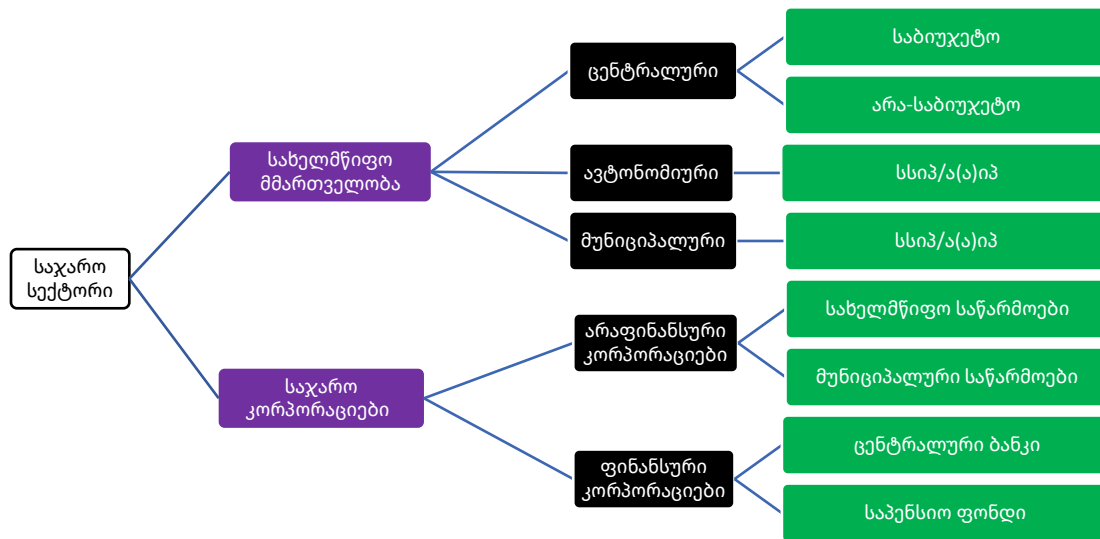 საჯარო
სექტორი
სახელმწიფო
მმართველობა
ცენტრალური
საბიუჯეტო
არა-საბიუჯეტო
ავტონომიური
სსიპ/ა(ა)იპ
მუნიციპალური
სსიპ/ა(ა)იპ
საჯარო
კორპორაციები
არაფინანსური
კორპორაციები
სახელმწიფო საწარმოები
მუნიციპალური საწარმოები
ფინანსური
კორპორაციები
ცენტრალური ბანკი
საპენსიო ფონდი